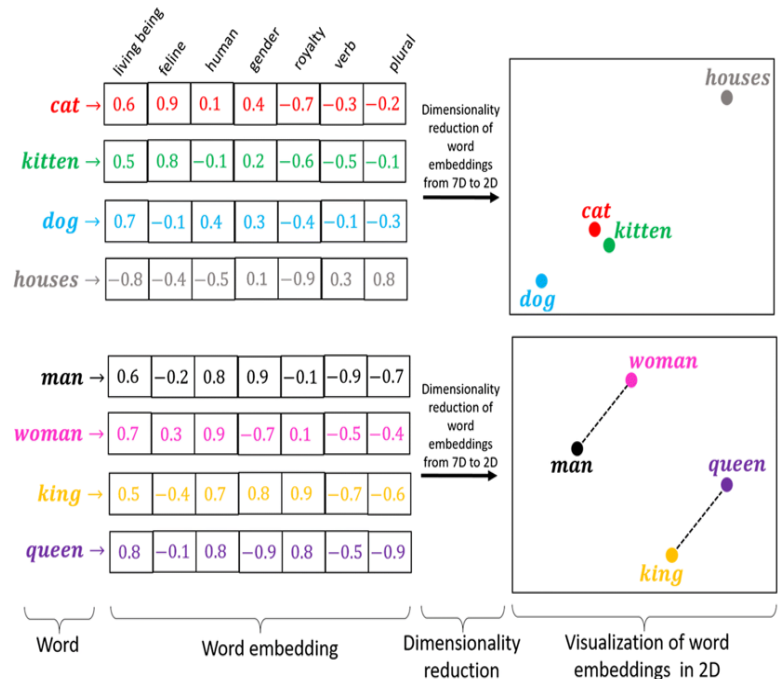 living being feline human gender royalty verb plural
cat → 0.6 0.9 0.1 0.4 −0.7 −0.3 −0.2
kitten → 0.5 0.8 −0.1 0.2 −0.6 −0.5 −0.1
dog → 0.7 −0.1 0.4 0.3 −0.4 −0.1 −0.3
houses → −0.8 −0.4 −0.5 0.1 −0.9 0.3 0.8
Dimensionality
reduction of
word
embeddings
from 7D to 2D
houses
cat
kitten
dog
man → 0.6 −0.2 0.8 0.9 −0.1 −0.9 −0.7
woman → 0.7 0.3 0.9 −0.7 0.1 −0.5 −0.4
king → 0.5 −0.4 0.7 0.8 0.9 −0.7 −0.6
queen → 0.8 −0.1 0.8 −0.9 0.8 −0.5 −0.9
Dimensionality
reduction of
word
embeddings
from 7D to 2D
woman
man
queen
king
Word
Word embedding
Dimensionality
reduction
Visualization of word
embeddings in 2D